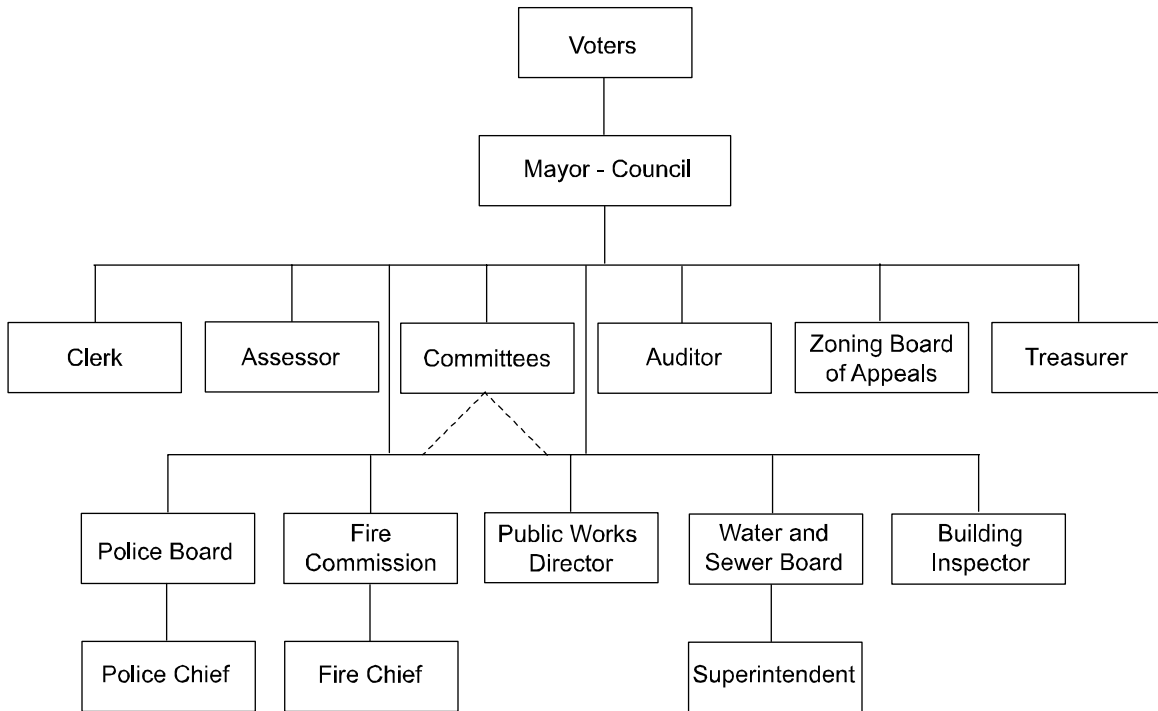 Voters
Mayor - Council
Clerk
Assessor
Committees
Auditor
Zoning Board
of Appeals
Treasurer
Police Board
Fire
Commission
Public Works
Director
Water and
Sewer Board
Building
Inspector
Police Chief
Fire Chief
Superintendent